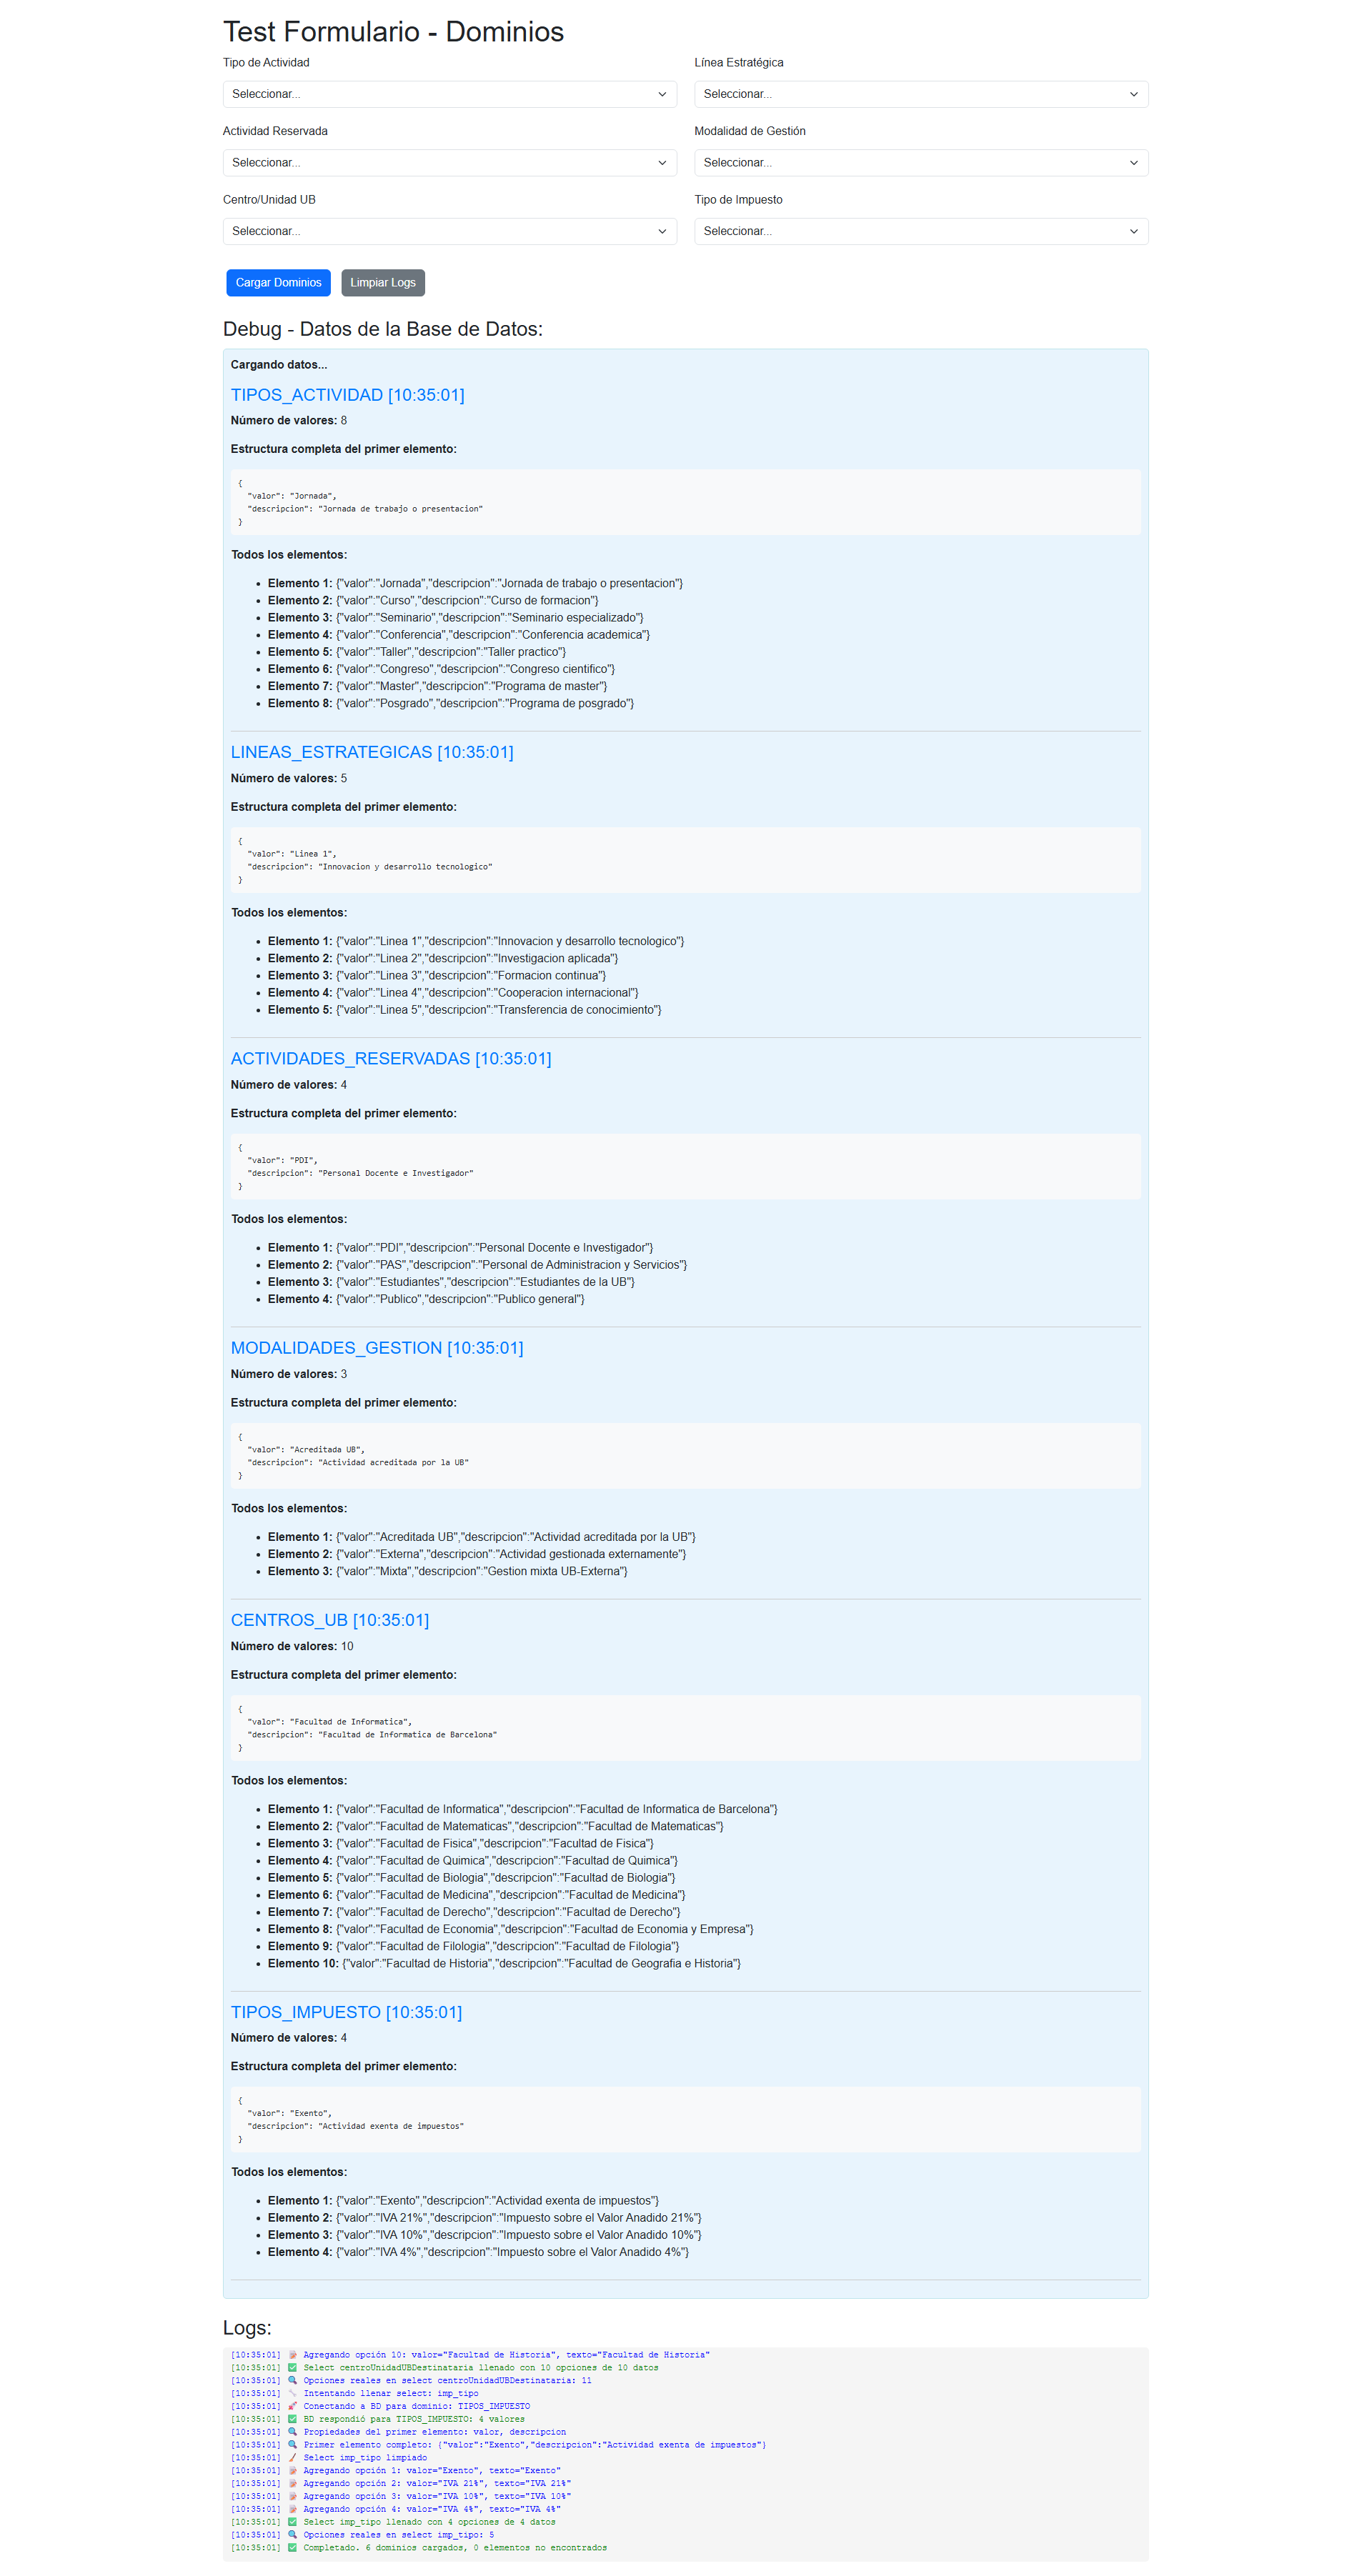 Test Formulario - Dominios
Tipo de Actividad
Línea Estratégica
Seleccionar...
Seleccionar...
Actividad Reservada
Modalidad de Gestión
Seleccionar...
Seleccionar...
Centro/Unidad UB
Tipo de Impuesto
Seleccionar...
Seleccionar...
Cargar Dominios
Limpiar Logs
Debug - Datos de la Base de Datos:
Cargando datos...
TIPOS_ACTIVIDAD [10:35:01]
Número de valores: 8
Estructura completa del primer elemento:
{
"valor": "Jornada",
"descripcion": "Jornada de trabajo o presentacion"
}
Todos los elementos:
• Elemento 1: {"valor":"Jornada","descripcion":"Jornada de trabajo o presentacion"}
• Elemento 2: {"valor":"Curso","descripcion":"Curso de formacion"}
• Elemento 3: {"valor":"Seminario","descripcion":"Seminario especializado"}
• Elemento 4: {"valor":"Conferencia","descripcion":"Conferencia academica"}
• Elemento 5: {"valor":"Taller","descripcion":"Taller practico"}
• Elemento 6: {"valor":"Congreso","descripcion":"Congreso cientifico"}
• Elemento 7: {"valor":"Master","descripcion":"Programa de master"}
• Elemento 8: {"valor":"Posgrado","descripcion":"Programa de posgrado"}
LINEAS_ESTRATEGICAS [10:35:01]
Número de valores: 5
Estructura completa del primer elemento:
{
"valor": "Linea 1",
"descripcion": "Innovacion y desarrollo tecnologico"
}
Todos los elementos:
• Elemento 1: {"valor":"Linea 1","descripcion":"Innovacion y desarrollo tecnologico"}
• Elemento 2: {"valor":"Linea 2","descripcion":"Investigacion aplicada"}
• Elemento 3: {"valor":"Linea 3","descripcion":"Formacion continua"}
• Elemento 4: {"valor":"Linea 4","descripcion":"Cooperacion internacional"}
• Elemento 5: {"valor":"Linea 5","descripcion":"Transferencia de conocimiento"}
ACTIVIDADES_RESERVADAS [10:35:01]
Número de valores: 4
Estructura completa del primer elemento:
{
"valor": "PDI",
"descripcion": "Personal Docente e Investigador"
}
Todos los elementos:
• Elemento 1: {"valor":"PDI","descripcion":"Personal Docente e Investigador"}
• Elemento 2: {"valor":"PAS","descripcion":"Personal de Administracion y Servicios"}
• Elemento 3: {"valor":"Estudiantes","descripcion":"Estudiantes de la UB"}
• Elemento 4: {"valor":"Publico","descripcion":"Publico general"}
MODALIDADES_GESTION [10:35:01]
Número de valores: 3
Estructura completa del primer elemento:
{
"valor": "Acreditada UB",
"descripcion": "Actividad acreditada por la UB"
}
Todos los elementos:
• Elemento 1: {"valor":"Acreditada UB","descripcion":"Actividad acreditada por la UB"}
• Elemento 2: {"valor":"Externa","descripcion":"Actividad gestionada externamente"}
• Elemento 3: {"valor":"Mixta","descripcion":"Gestion mixta UB-Externa"}
CENTROS_UB [10:35:01]
Número de valores: 10
Estructura completa del primer elemento:
{
"valor": "Facultad de Informatica",
"descripcion": "Facultad de Informatica de Barcelona"
}
Todos los elementos:
• Elemento 1: {"valor":"Facultad de Informatica","descripcion":"Facultad de Informatica de Barcelona"}
• Elemento 2: {"valor":"Facultad de Matematicas","descripcion":"Facultad de Matematicas"}
• Elemento 3: {"valor":"Facultad de Fisica","descripcion":"Facultad de Fisica"}
• Elemento 4: {"valor":"Facultad de Quimica","descripcion":"Facultad de Quimica"}
• Elemento 5: {"valor":"Facultad de Biologia","descripcion":"Facultad de Biologia"}
• Elemento 6: {"valor":"Facultad de Medicina","descripcion":"Facultad de Medicina"}
• Elemento 7: {"valor":"Facultad de Derecho","descripcion":"Facultad de Derecho"}
• Elemento 8: {"valor":"Facultad de Economia","descripcion":"Facultad de Economia y Empresa"}
• Elemento 9: {"valor":"Facultad de Filologia","descripcion":"Facultad de Filologia"}
• Elemento 10: {"valor":"Facultad de Historia","descripcion":"Facultad de Geografia e Historia"}
TIPOS_IMPUESTO [10:35:01]
Número de valores: 4
Estructura completa del primer elemento:
{
"valor": "Exento",
"descripcion": "Actividad exenta de impuestos"
}
Todos los elementos:
• Elemento 1: {"valor":"Exento","descripcion":"Actividad exenta de impuestos"}
• Elemento 2: {"valor":"IVA 21%","descripcion":"Impuesto sobre el Valor Anadido 21%"}
• Elemento 3: {"valor":"IVA 10%","descripcion":"Impuesto sobre el Valor Anadido 10%"}
• Elemento 4: {"valor":"IVA 4%","descripcion":"Impuesto sobre el Valor Anadido 4%"}
Logs:
[10:35:01] 📝 Agregando opción 10: valor="Facultad de Historia", texto="Facultad de Historia"
[10:35:01] ✅ Select centroUnidadUBDestinataria llenado con 10 opciones de 10 datos
[10:35:01] 🔍 Opciones reales en select centroUnidadUBDestinataria: 11
[10:35:01] 🔧 Intentando llenar select: imp_tipo
[10:35:01] 🚀 Conectando a BD para dominio: TIPOS_IMPUESTO
[10:35:01] ✅ BD respondió para TIPOS_IMPUESTO: 4 valores
[10:35:01] 🔍 Propiedades del primer elemento: valor, descripcion
[10:35:01] 🔍 Primer elemento completo: {"valor":"Exento","descripcion":"Actividad exenta de impuestos"}
[10:35:01] 🧹 Select imp_tipo limpiado
[10:35:01] 📝 Agregando opción 1: valor="Exento", texto="Exento"
[10:35:01] 📝 Agregando opción 2: valor="IVA 21%", texto="IVA 21%"
[10:35:01] 📝 Agregando opción 3: valor="IVA 10%", texto="IVA 10%"
[10:35:01] 📝 Agregando opción 4: valor="IVA 4%", texto="IVA 4%"
[10:35:01] ✅ Select imp_tipo llenado con 4 opciones de 4 datos
[10:35:01] 🔍 Opciones reales en select imp_tipo: 5
[10:35:01] ✅ Completado. 6 dominios cargados, 0 elementos no encontrados